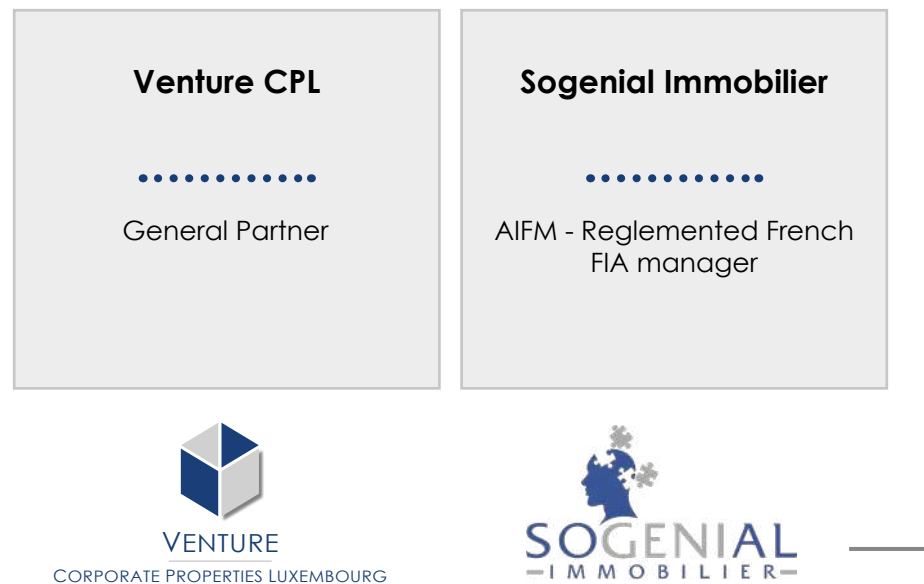 Venture CPL
General Partner
Sogenial Immobilier
AIFM - Reglemented French
FIA manager
VENTURE
CORPORATE PROPERTIES LUXEMBOURG
SOGENIAL
IMMOBILIER